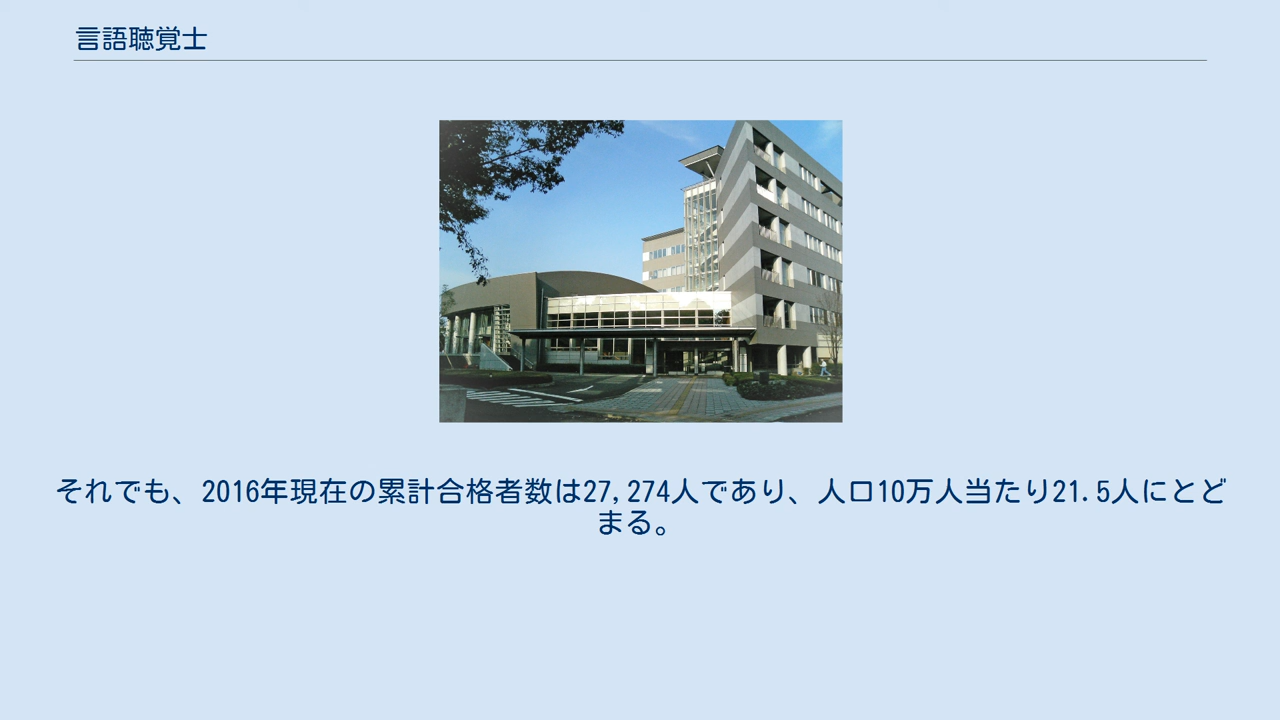 言語聴覚士
それでも、2016年現在の累計合格者数は27,274人であり、人口10万人当たり21.5人にとど
まる。